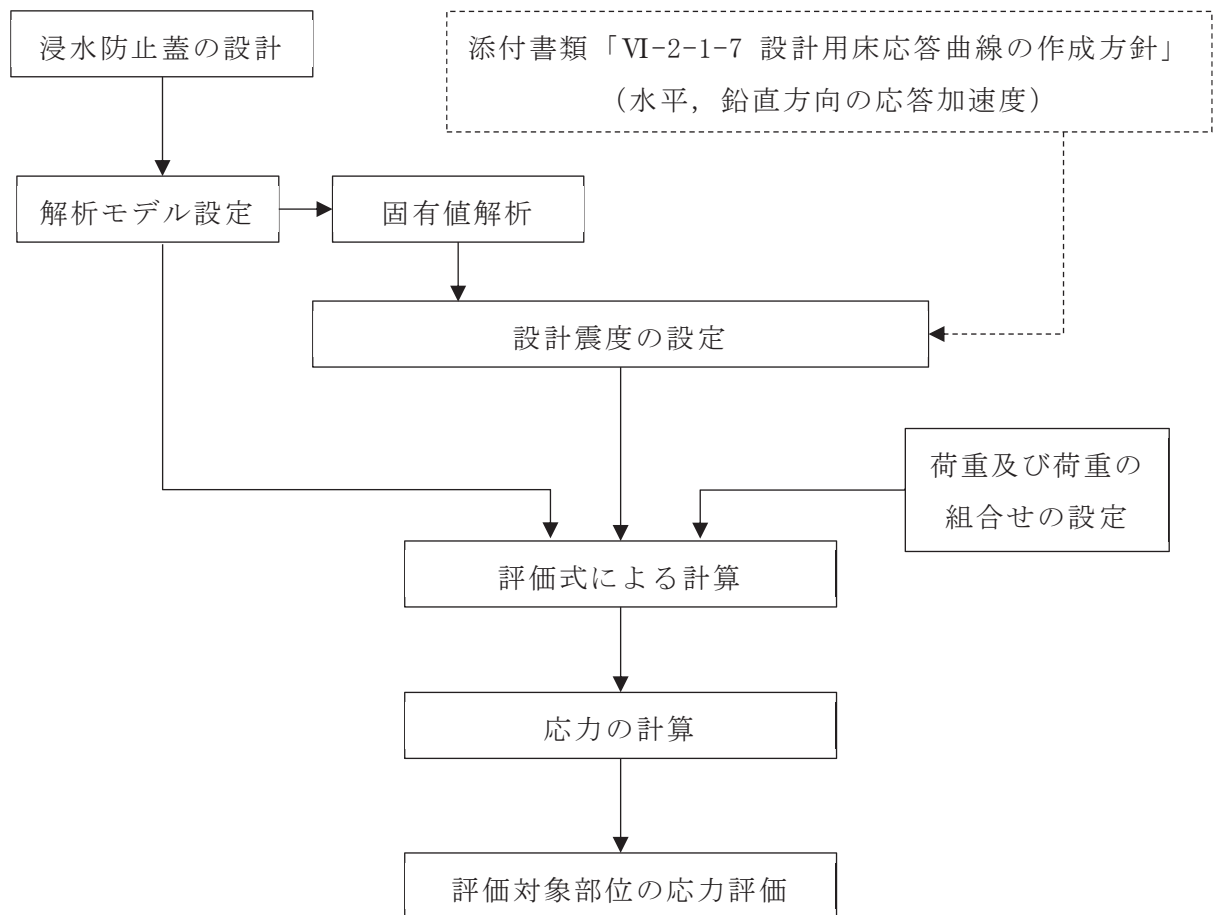 浸水防止蓋の設計
添付書類「Ⅵ-2-1-7 設計用床応答曲線の作成方針」
（水平，鉛直方向の応答加速度）
解析モデル設定
固有値解析
設計震度の設定
荷重及び荷重の
組合せの設定
評価式による計算
応力の計算
評価対象部位の応力評価